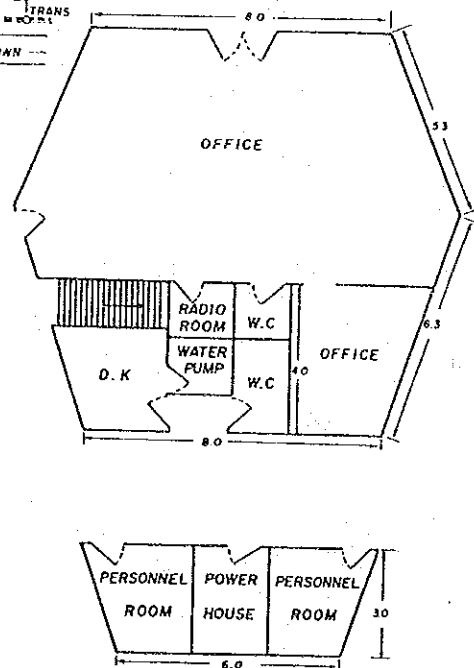 TRANS
WN
8.0
OFFICE
5.3
RADIO
ROOM
W.C
WATER
PUMP
D.K
W.C
4.0
OFFICE
6.3
8.0
PERSONNEL
ROOM
POWER
HOUSE
PERSONNEL
ROOM
3.0
6.0